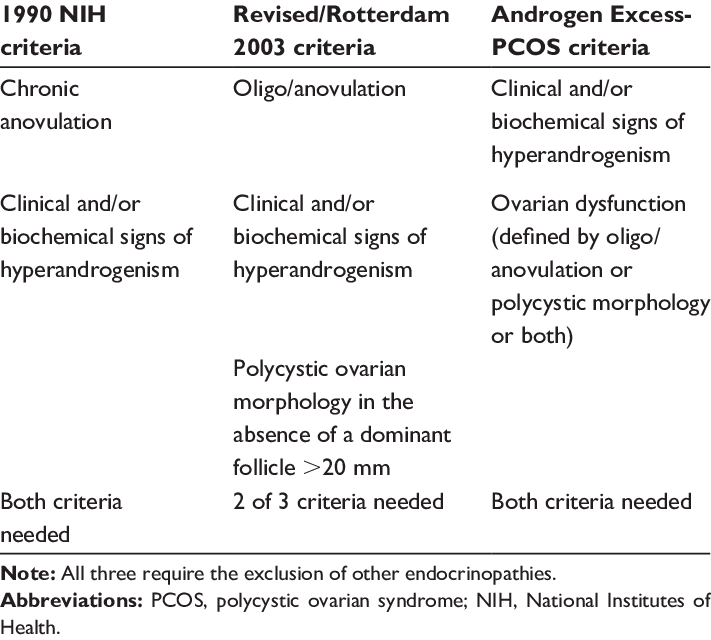 1990 NIH criteria
Revised/Rotterdam 2003 criteria
Androgen Excess-PCOS criteria
Chronic anovulation
Oligo/anovulation
Clinical and/or biochemical signs of hyperandrogenism
Clinical and/or biochemical signs of hyperandrogenism
Clinical and/or biochemical signs of hyperandrogenism
Ovarian dysfunction (defined by oligo/anovulation or polycystic morphology or both)
Polycystic ovarian morphology in the absence of a dominant follicle >20 mm
Both criteria needed
2 of 3 criteria needed
Both criteria needed
Note: All three require the exclusion of other endocrinopathies.
Abbreviations: PCOS, polycystic ovarian syndrome; NIH, National Institutes of Health.